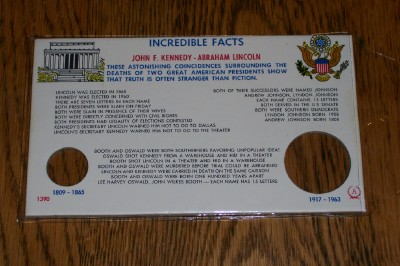 INCREDIBLE FACTS
JOHN F. KENNEDY - ABRAHAM LINCOLN
THESE ASTONISHING COINCIDENCES SURROUNDING THE
DEATHS OF TWO GREAT AMERICAN PRESIDENTS SHOW
THAT TRUTH IS OFTEN STRANGER THAN FICTION.
LINCOLN WAS ELECTED IN 1860
KENNEDY WAS ELECTED IN 1960
THERE ARE SEVEN LETTERS IN EACH NAME
BOTH PRESIDENTS WERE SLAIN ON FRIDAY
BOTH WERE SLAIN IN PRESENCE OF THEIR WIVES
BOTH WERE DIRECTLY CONCERNED WITH CIVIL RIGHTS
BOTH PRESIDENTS HAD LEGALITY OF ELECTIONS CONTESTED
KENNEDY'S SECRETARY LINCOLN WARNED HIM NOT TO GO TO DALLAS
LINCOLN'S SECRETARY KENNEDY WARNED HIM NOT TO GO TO THE THEATER
BOTH OF THEIR SUCCESSORS WERE NAMED JOHNSON
ANDREW JOHNSON, LYNDON JOHNSON
EACH NAME CONTAINS 13 LETTERS
BOTH SERVED IN THE U.S. SENATE
BOTH WERE SOUTHERN DEMOCRATS
LYNDON JOHNSON BORN 1908
ANDREW JOHNSON BORN 1808
BOOTH AND OSWALD WERE BOTH SOUTHERNERS FAVORING UNPOPULAR IDEAS
OSWALD SHOT KENNEDY FROM A WAREHOUSE AND HID IN A THEATER
BOOTH SHOT LINCOLN IN A THEATER AND HID IN A WAREHOUSE
BOOTH AND OSWALD WERE MURDERED BEFORE TRIAL COULD BE ARRANGED
LINCOLN AND KENNEDY WERE CARRIED IN DEATH ON THE SAME CAISSON
BOOTH AND OSWALD WERE BORN ONE HUNDRED YEARS APART
LEE HARVEY OSWALD, JOHN WILKES BOOTH - EACH NAME HAS 15 LETTERS
1809 - 1865
1917 - 1963
1390
A